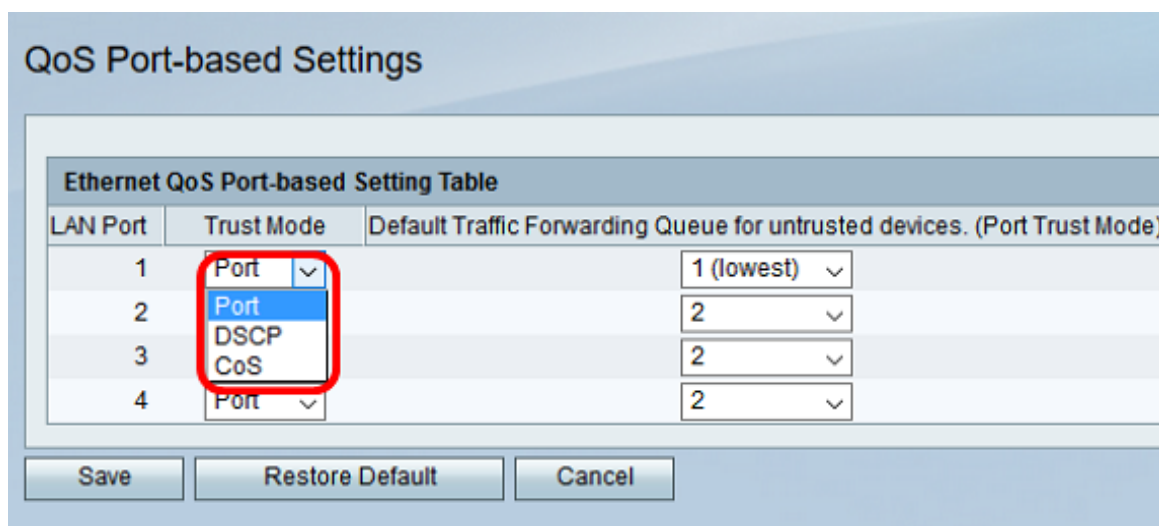 QoS Port-based Settings
Ethernet QoS Port-based Setting Table
LAN Port Trust Mode Default Traffic Forwarding Queue for untrusted devices. (Port Trust Mode)
1 Port 1 (lowest)
2 Port 2
DSCP
3 CoS 2
4 Port 2
Save Restore Default Cancel